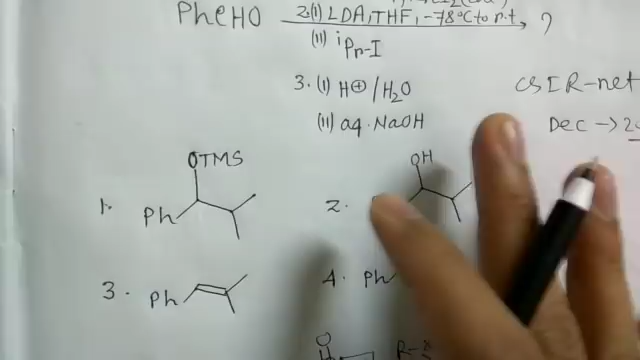 PhCHO 2.(i) LDA, THF, -78°C to r.t, ?
(ii) iPr-I
3. (i) H⊕/H2O
(ii) aq. NaOH
CSIR-net
Dec →
OTMS
OH
1. Ph
2.
3. Ph
4. Ph